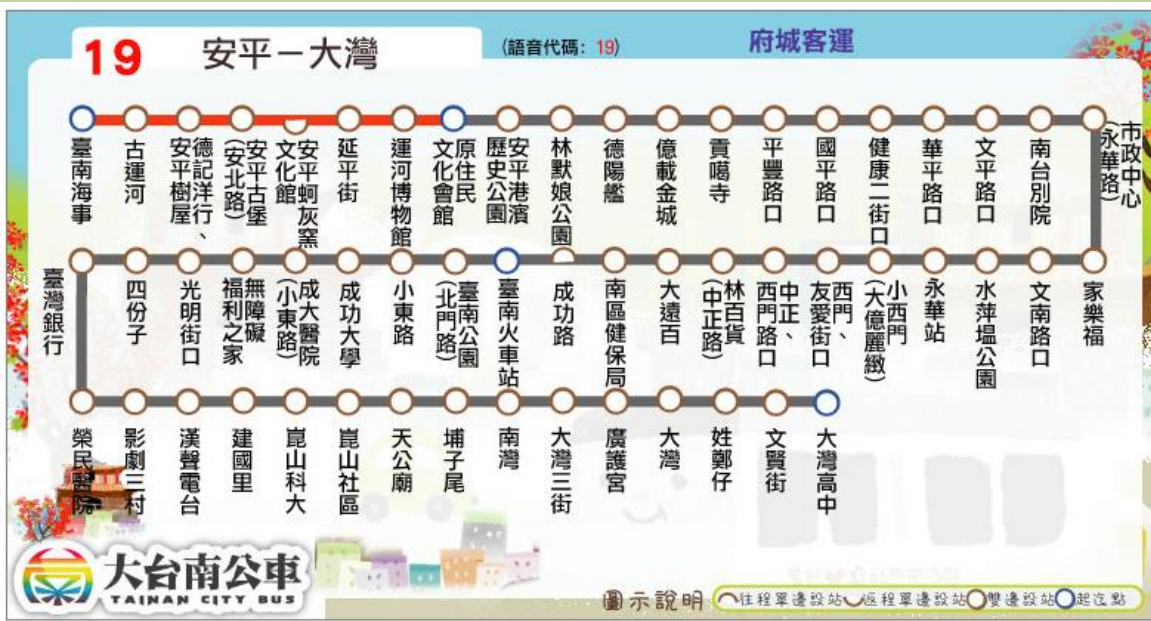 19 安平－大灣 (語音代碼：19) 府城客運
臺南海事
古運河
德記洋行、
安平樹屋
安平古堡
(安北路)
安平蚵灰窯
文化館
延平街
運河博物館
原住民
文化會館
安平港濱
歷史公園
林默娘公園
德陽艦
億載金城
貢噶寺
平豐路口
國平路口
健康二街口
華平路口
文平路口
南台別院
市政中心
(永華路)
家樂福
文南路口
水萍塭公園
永華站
小西門
(大億麗緻)
西門、
友愛街口
中正、
西門路口
林百貨
(中正路)
大遠百
南區健保局
成功路
臺南火車站
臺南公園
(北門路)
小東路
成功大學
成大醫院
(小東路)
無障礙
福利之家
光明街口
四份子
臺灣銀行
榮民醫院
影劇三村
漢聲電台
建國里
崑山科大
崑山社區
天公廟
埔子尾
南灣
大灣三街
廣護宮
大灣
姓鄭仔
文賢街
大灣高中
大台南公車
TAINAN CITY BUS
圖示說明 往程單邊設站 返程單邊設站 雙邊設站 起迄點